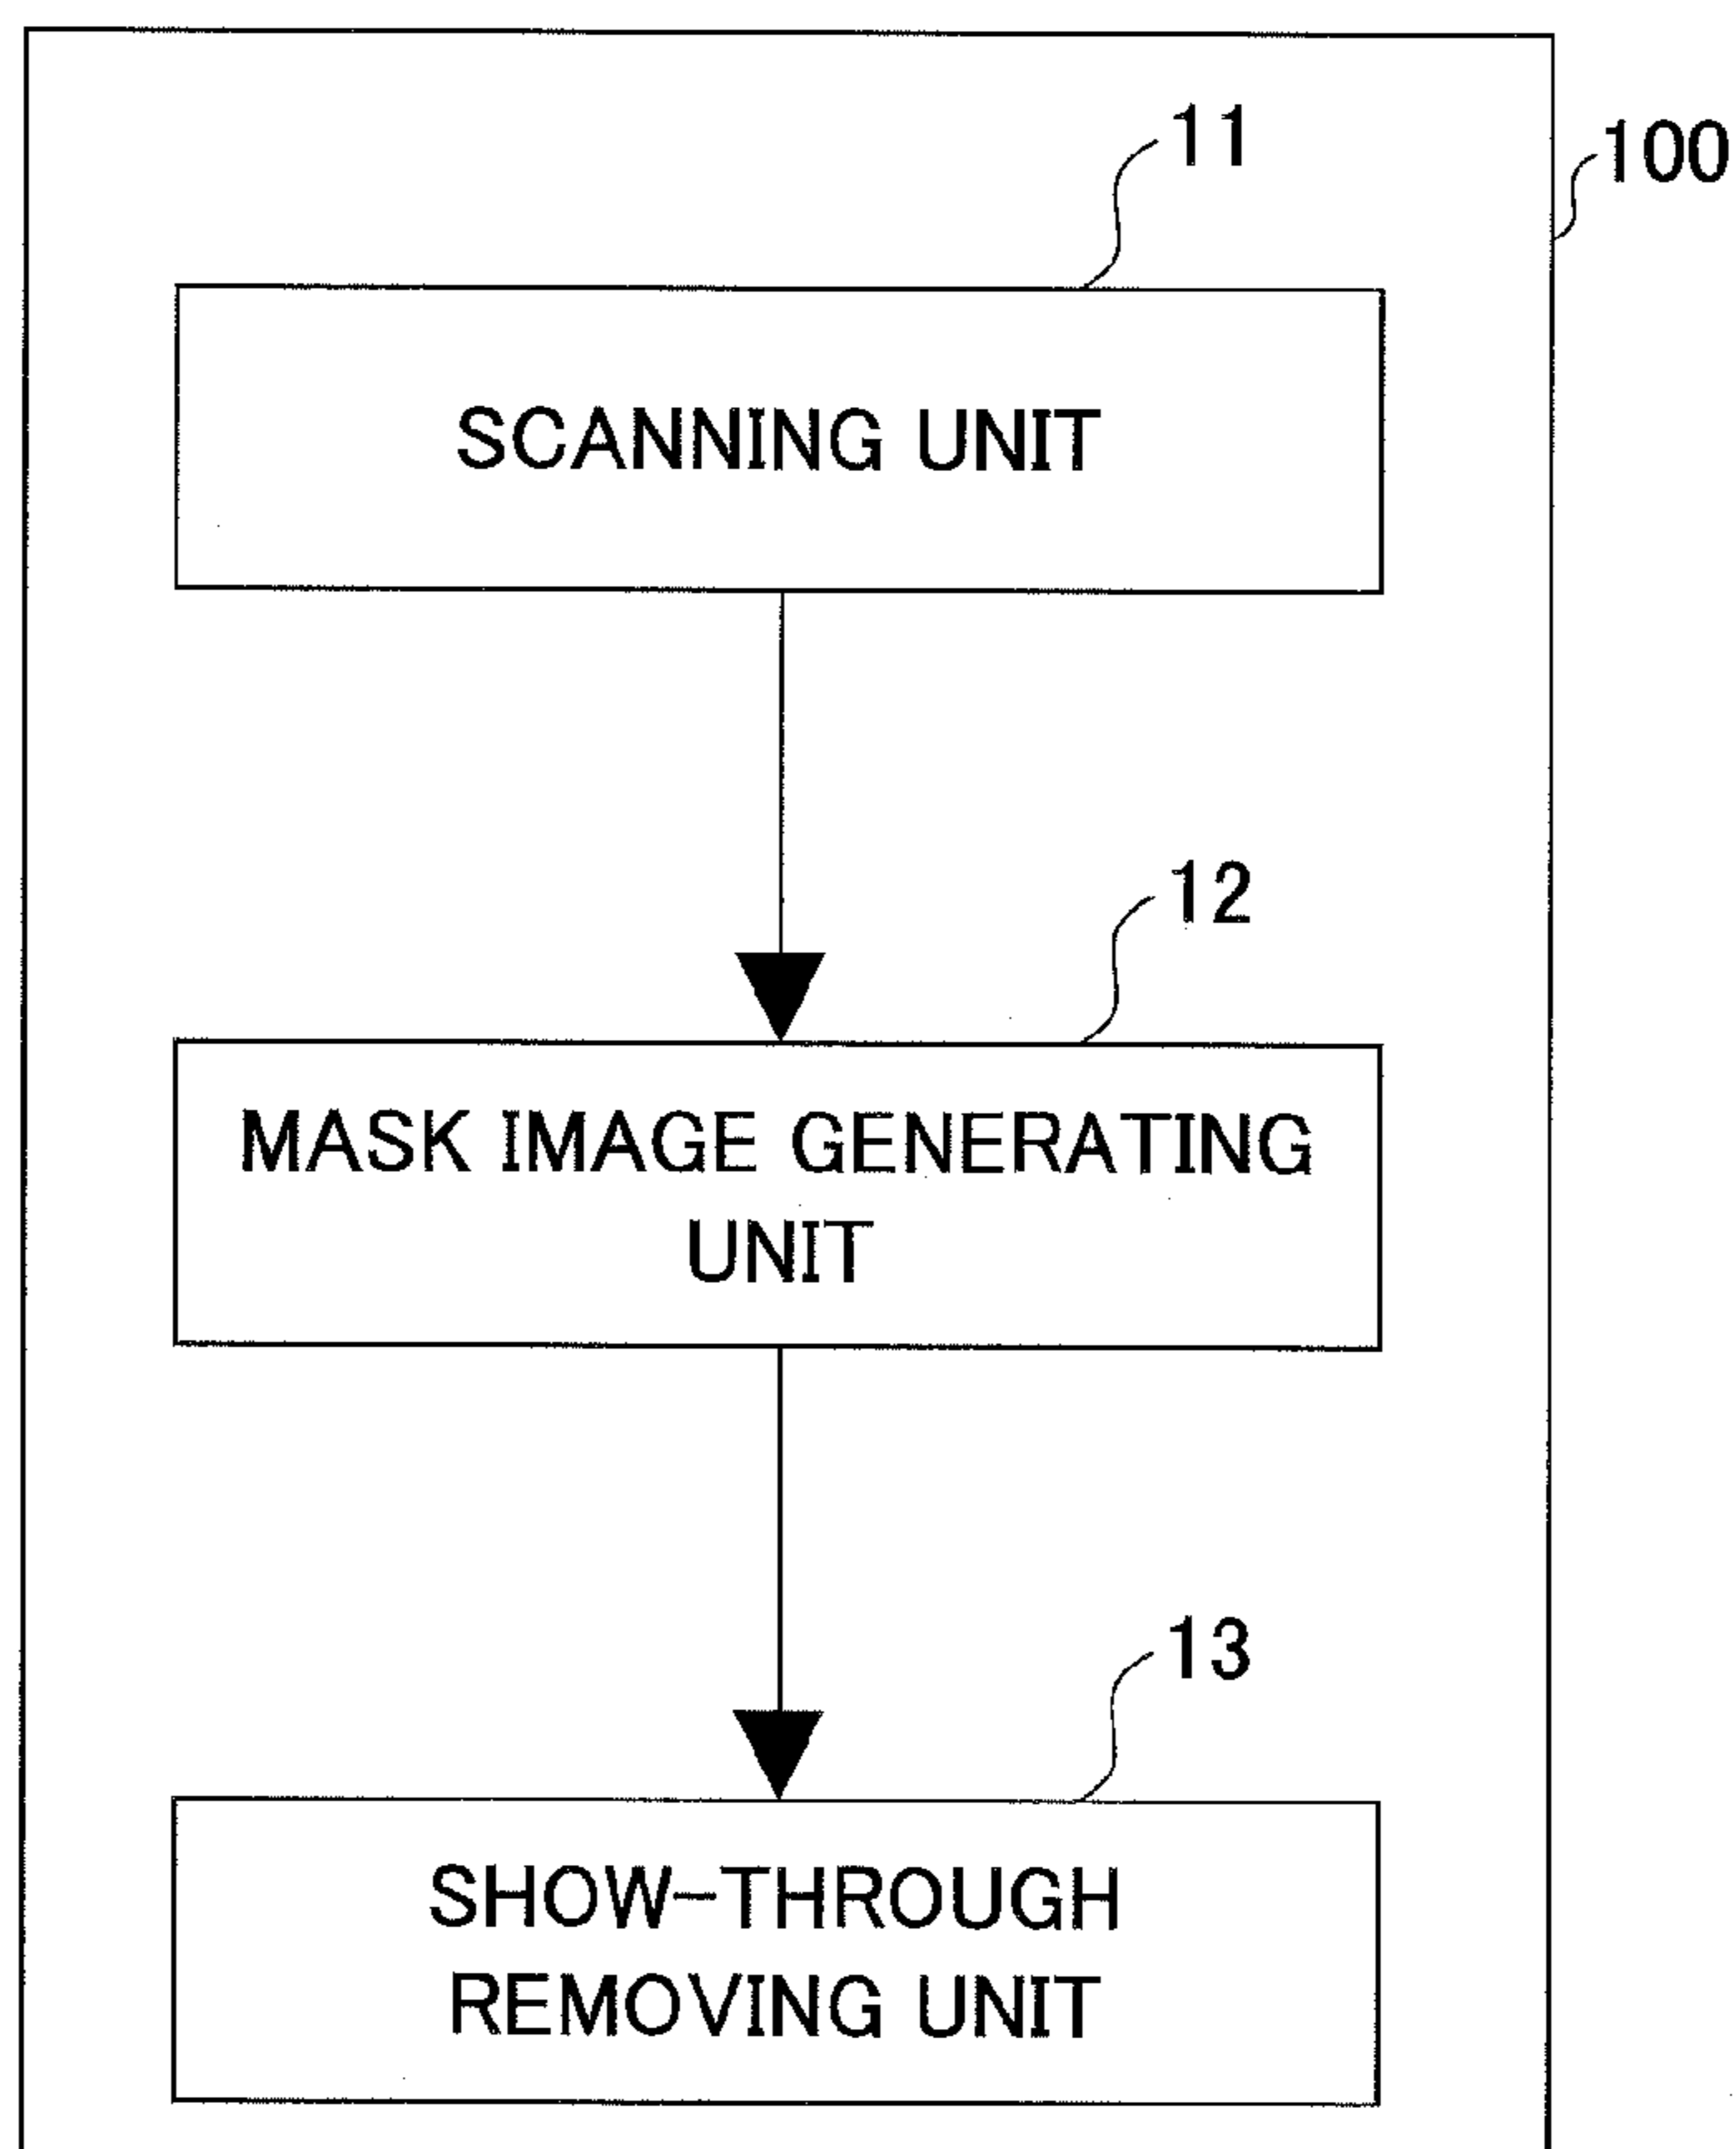 11
100
SCANNING UNIT
12
MASK IMAGE GENERATING
UNIT
13
SHOW-THROUGH
REMOVING UNIT